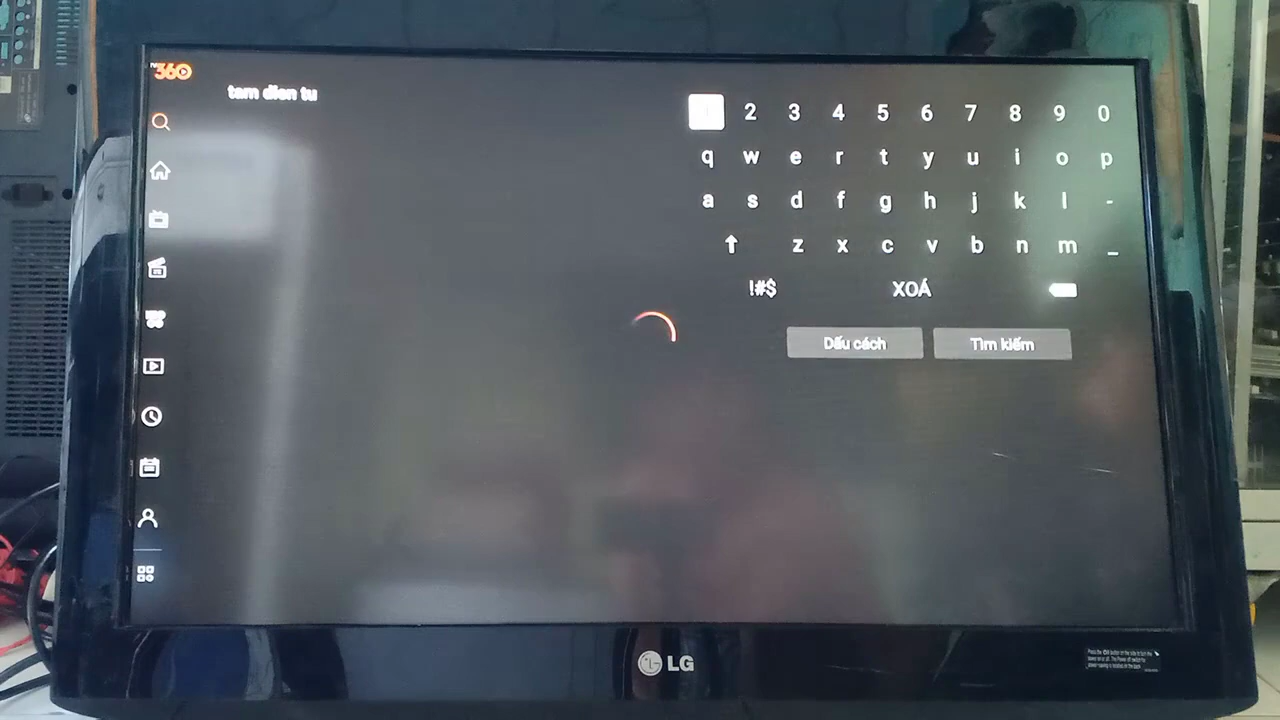 360
tam dien tu
1 2 3 4 5 6 7 8 9 0
q w e r t y u i o p
a s d f g h j k l -
z x c v b n m _
!#$ XOÁ
Dấu cách Tìm kiếm
LG